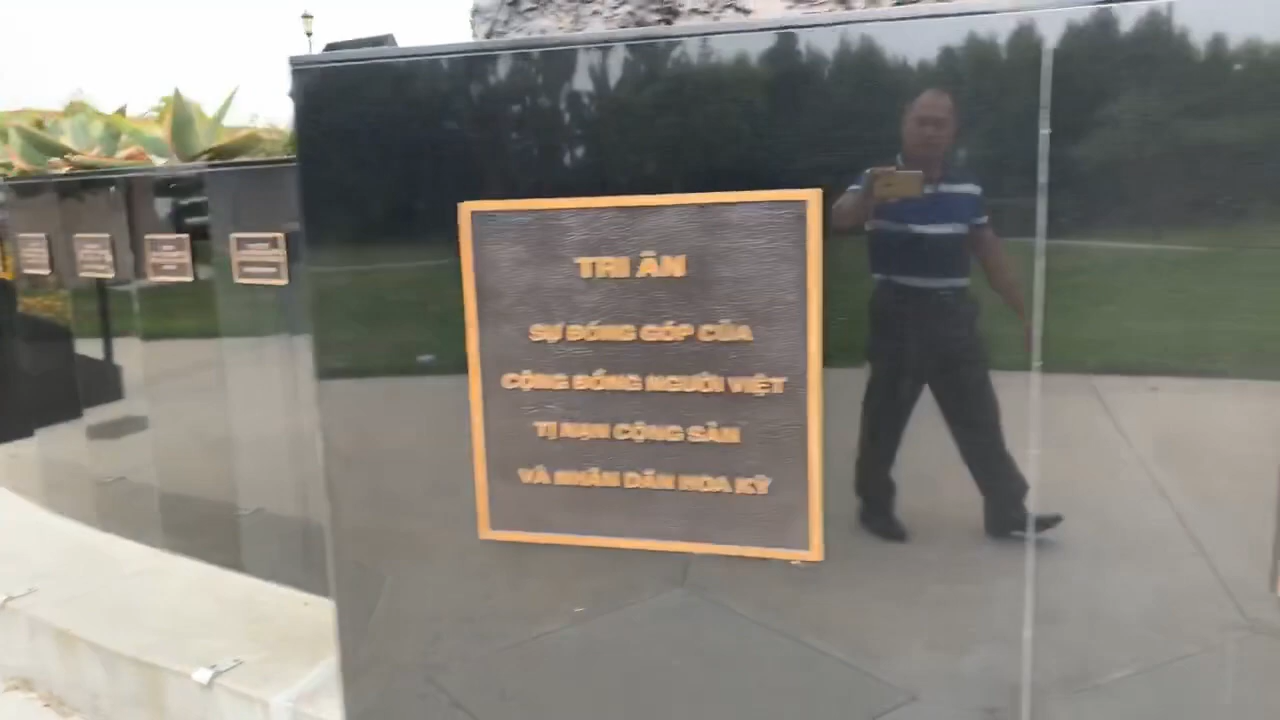 TRI ÂN
SỰ ĐÓNG GÓP CỦA
CỘNG ĐỒNG NGƯỜI VIỆT
TỊ NẠN CỘNG SẢN
VÀ NHÂN DÂN HOA KỲ